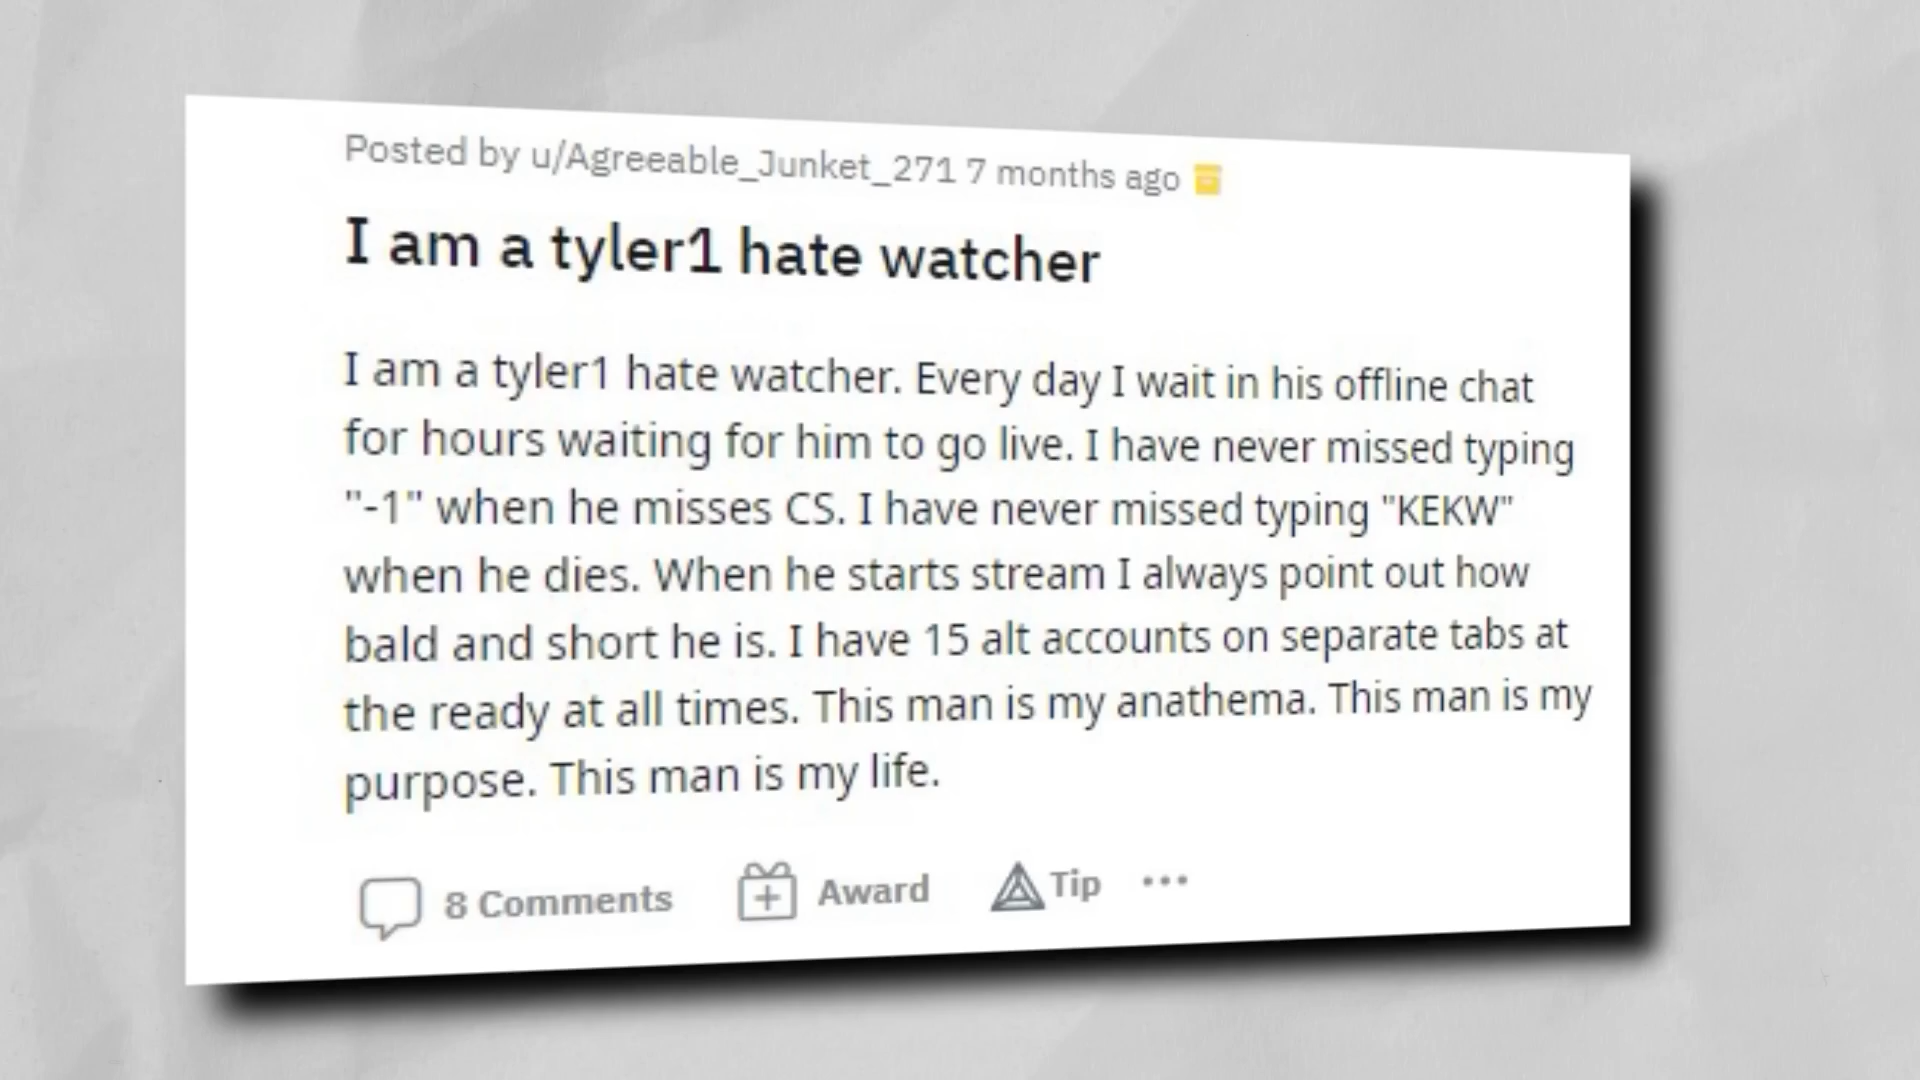 Posted by u/Agreeable_Junket_271 7 months ago
I am a tyler1 hate watcher
I am a tyler1 hate watcher. Every day I wait in his offline chat
for hours waiting for him to go live. I have never missed typing
"-1" when he misses CS. I have never missed typing "KEKW"
when he dies. When he starts stream I always point out how
bald and short he is. I have 15 alt accounts on separate tabs at
the ready at all times. This man is my anathema. This man is my
purpose. This man is my life.
8 Comments Award Tip ...